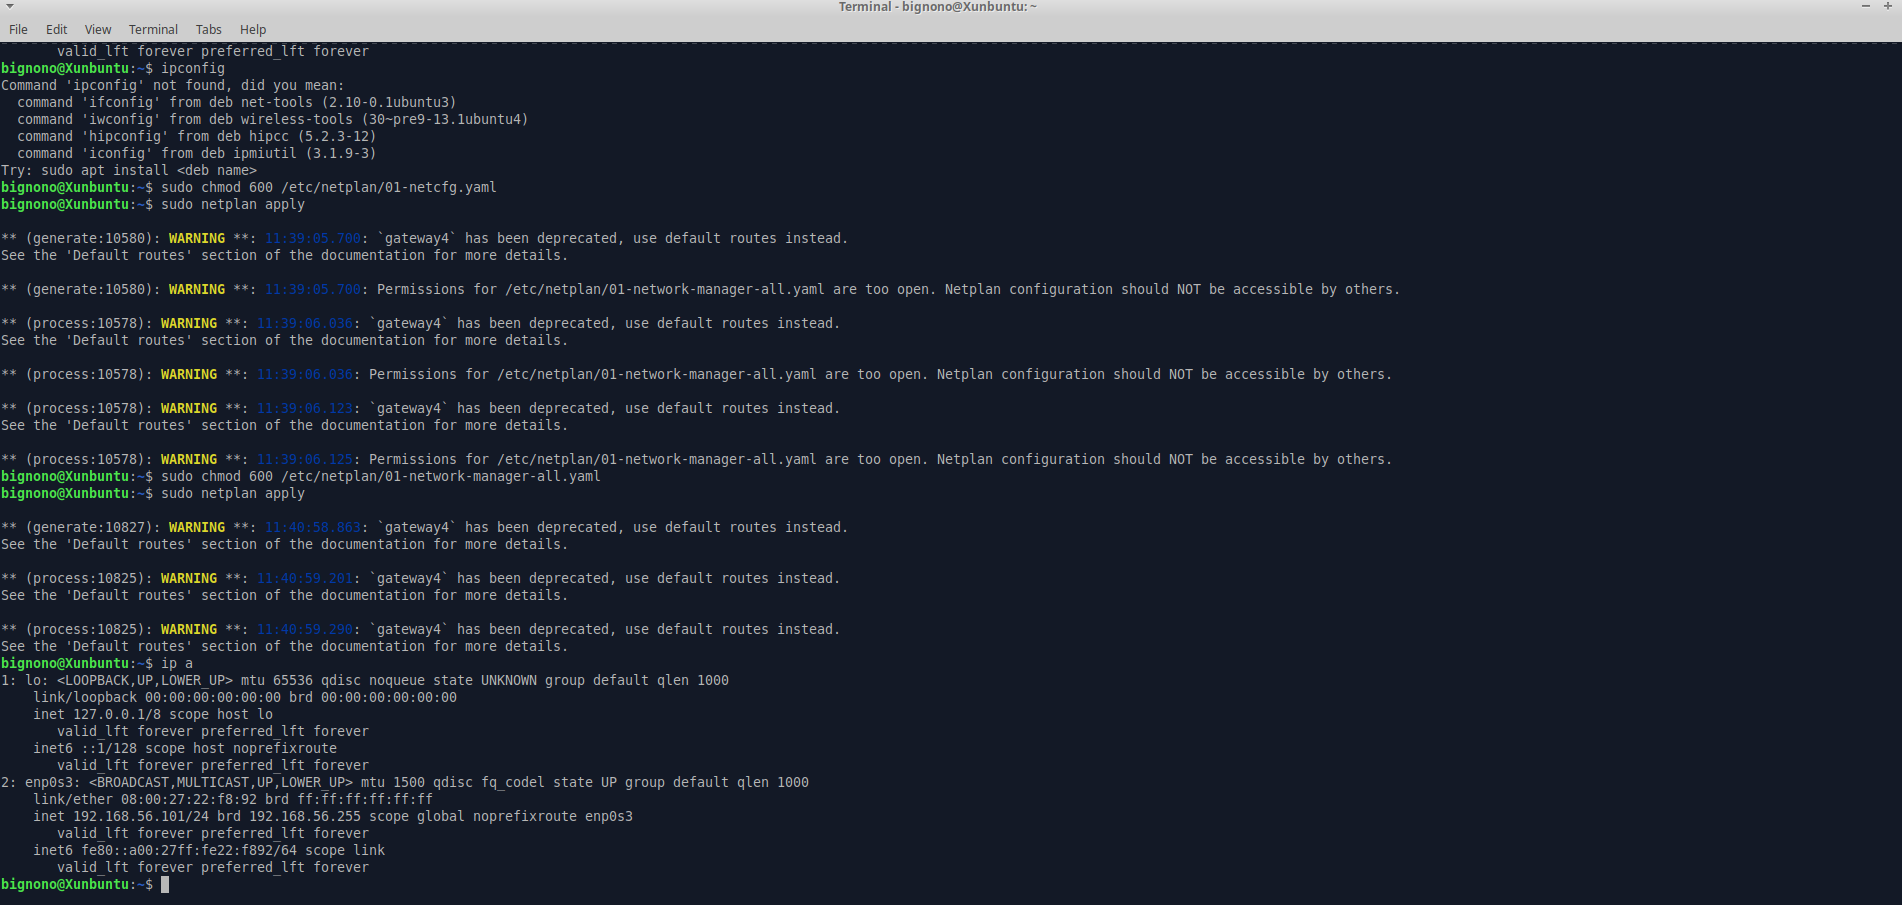 Terminal - bignono@Xunbuntu: ~
File Edit View Terminal Tabs Help
valid_lft forever preferred_lft forever
bignono@Xunbuntu:~$ ipconfig
Command 'ipconfig' not found, did you mean:
command 'ifconfig' from deb net-tools (2.10-0.1ubuntu3)
command 'iwconfig' from deb wireless-tools (30~pre9-13.1ubuntu4)
command 'hipconfig' from deb hipcc (5.2.3-12)
command 'iconfig' from deb ipmiutil (3.1.9-3)
Try: sudo apt install <deb name>
bignono@Xunbuntu:~$ sudo chmod 600 /etc/netplan/01-netcfg.yaml
bignono@Xunbuntu:~$ sudo netplan apply
** (generate:10580): WARNING **: 11:39:05.700: `gateway4` has been deprecated, use default routes instead.
See the 'Default routes' section of the documentation for more details.
** (generate:10580): WARNING **: 11:39:05.700: Permissions for /etc/netplan/01-network-manager-all.yaml are too open. Netplan configuration should NOT be accessible by others.
** (process:10578): WARNING **: 11:39:06.036: `gateway4` has been deprecated, use default routes instead.
See the 'Default routes' section of the documentation for more details.
** (process:10578): WARNING **: 11:39:06.036: Permissions for /etc/netplan/01-network-manager-all.yaml are too open. Netplan configuration should NOT be accessible by others.
** (process:10578): WARNING **: 11:39:06.123: `gateway4` has been deprecated, use default routes instead.
See the 'Default routes' section of the documentation for more details.
** (process:10578): WARNING **: 11:39:06.125: Permissions for /etc/netplan/01-network-manager-all.yaml are too open. Netplan configuration should NOT be accessible by others.
bignono@Xunbuntu:~$ sudo chmod 600 /etc/netplan/01-network-manager-all.yaml
bignono@Xunbuntu:~$ sudo netplan apply
** (generate:10827): WARNING **: 11:40:58.863: `gateway4` has been deprecated, use default routes instead.
See the 'Default routes' section of the documentation for more details.
** (process:10825): WARNING **: 11:40:59.201: `gateway4` has been deprecated, use default routes instead.
See the 'Default routes' section of the documentation for more details.
** (process:10825): WARNING **: 11:40:59.290: `gateway4` has been deprecated, use default routes instead.
See the 'Default routes' section of the documentation for more details.
bignono@Xunbuntu:~$ ip a
1: lo: <LOOPBACK,UP,LOWER_UP> mtu 65536 qdisc noqueue state UNKNOWN group default qlen 1000
link/loopback 00:00:00:00:00:00 brd 00:00:00:00:00:00
inet 127.0.0.1/8 scope host lo
valid_lft forever preferred_lft forever
inet6 ::1/128 scope host noprefixroute
valid_lft forever preferred_lft forever
2: enp0s3: <BROADCAST,MULTICAST,UP,LOWER_UP> mtu 1500 qdisc fq_codel state UP group default qlen 1000
link/ether 08:00:27:22:f8:92 brd ff:ff:ff:ff:ff:ff
inet 192.168.56.101/24 brd 192.168.56.255 scope global noprefixroute enp0s3
valid_lft forever preferred_lft forever
inet6 fe80::a00:27ff:fe22:f892/64 scope link
valid_lft forever preferred_lft forever
bignono@Xunbuntu:~$